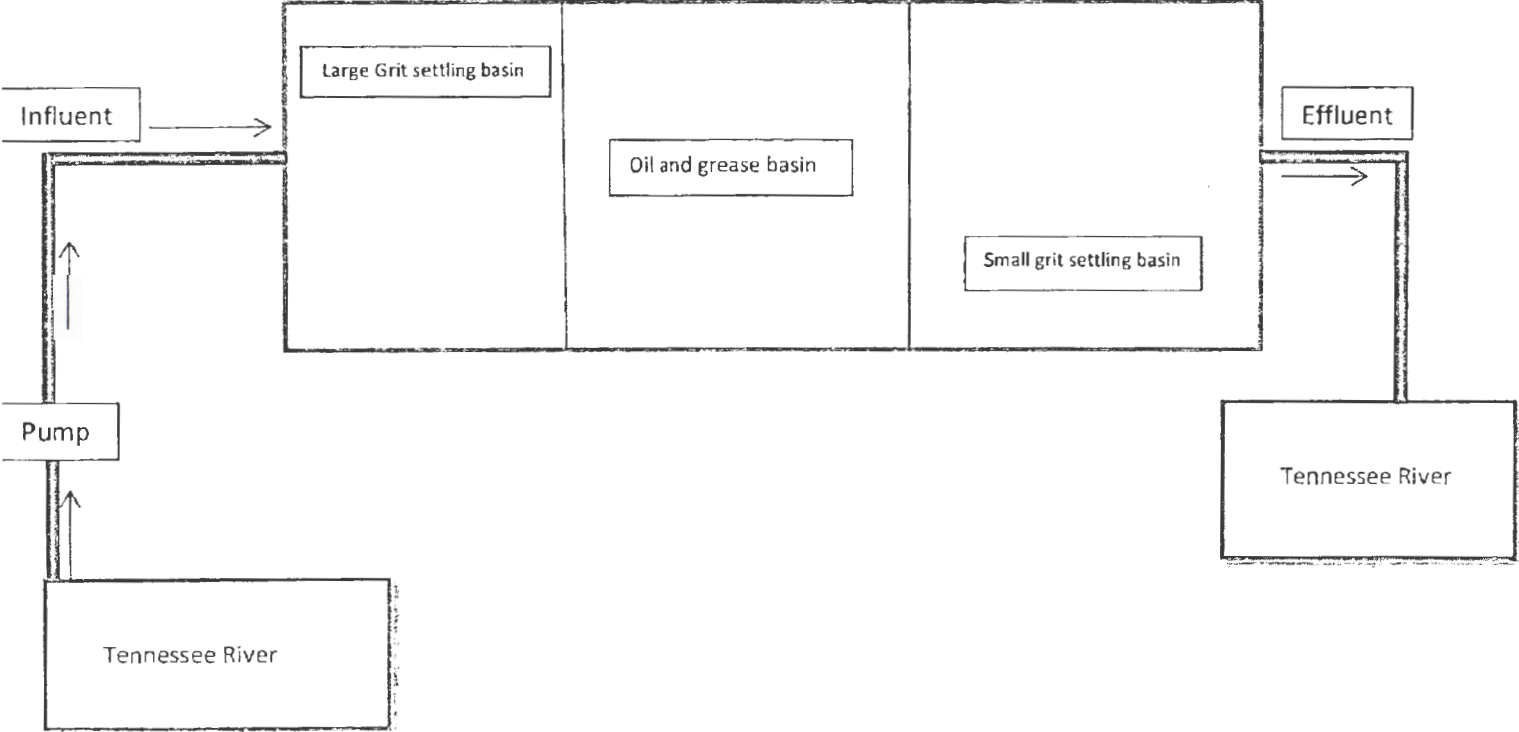 Large Grit settling basin
Influent
Effluent
Oil and grease basin
Small grit settling basin
Pump
Tennessee River
Tennessee River